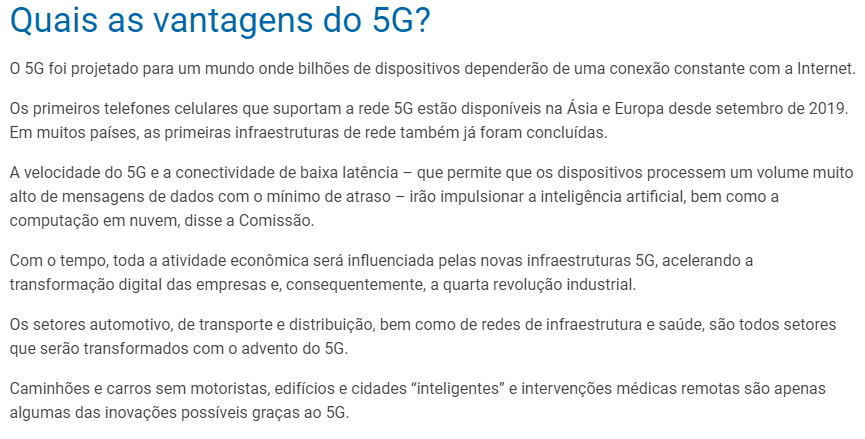 Quais as vantagens do 5G?
O 5G foi projetado para um mundo onde bilhões de dispositivos dependerão de uma conexão constante com a Internet.
Os primeiros telefones celulares que suportam a rede 5G estão disponíveis na Ásia e Europa desde setembro de 2019.
Em muitos países, as primeiras infraestruturas de rede também já foram concluídas.
A velocidade do 5G e a conectividade de baixa latência – que permite que os dispositivos processem um volume muito
alto de mensagens de dados com o mínimo de atraso – irão impulsionar a inteligência artificial, bem como a
computação em nuvem, disse a Comissão.
Com o tempo, toda a atividade econômica será influenciada pelas novas infraestruturas 5G, acelerando a
transformação digital das empresas e, consequentemente, a quarta revolução industrial.
Os setores automotivo, de transporte e distribuição, bem como de redes de infraestrutura e saúde, são todos setores
que serão transformados com o advento do 5G.
Caminhões e carros sem motoristas, edifícios e cidades “inteligentes” e intervenções médicas remotas são apenas
algumas das inovações possíveis graças ao 5G.